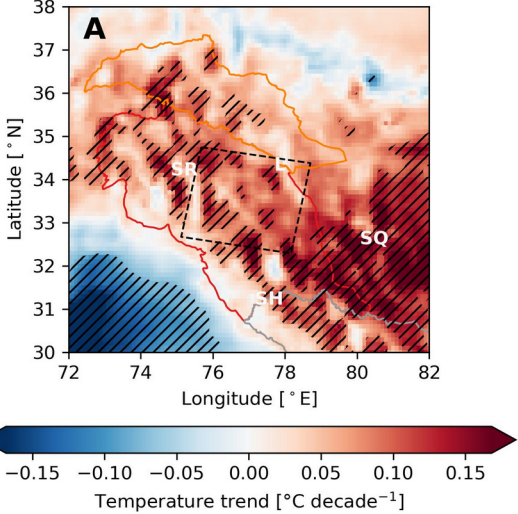 A
38
37
36
35
34
33
32
31
30
Latitude [°N]
SR
L
SQ
SH
72 74 76 78 80 82
Longitude [°E]
−0.15 −0.10 −0.05 0.00 0.05 0.10 0.15
Temperature trend [°C decade⁻¹]